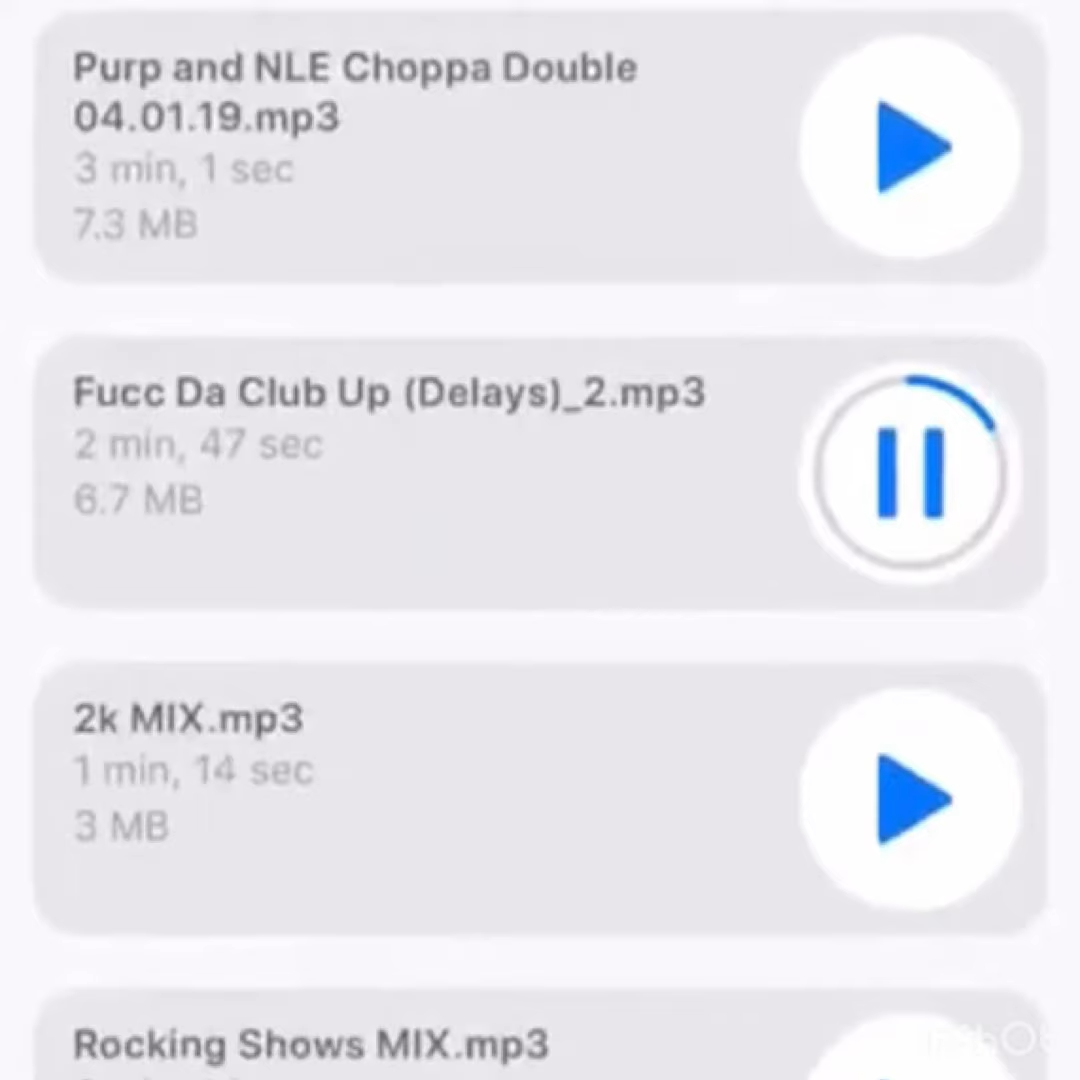 Purp and NLE Choppa Double
04.01.19.mp3
3 min, 1 sec
7.3 MB
Fucc Da Club Up (Delays)_2.mp3
2 min, 47 sec
6.7 MB
2k MIX.mp3
1 min, 14 sec
3 MB
Rocking Shows MIX.mp3